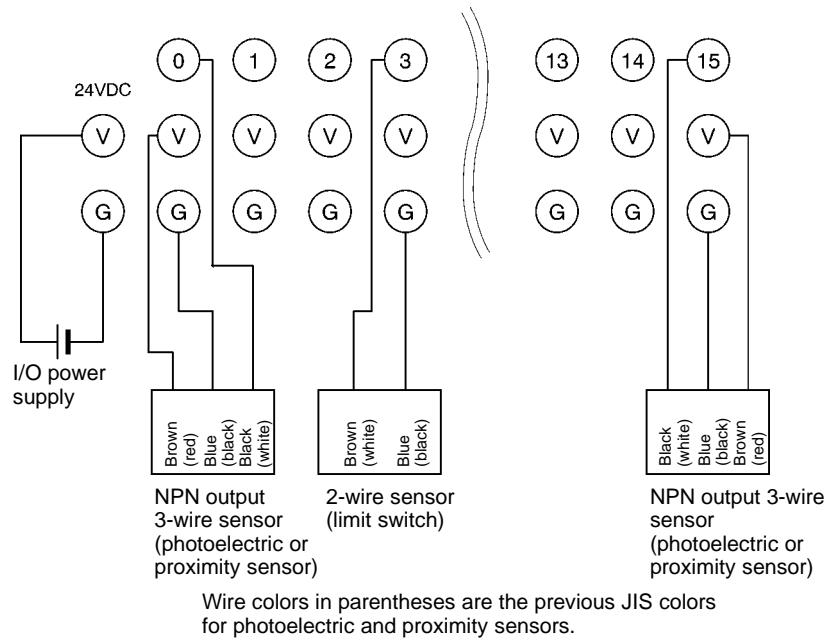 0 1 2 3 13 14 15
24VDC
V V V V V V V V
G G G G G G G G
I/O power
supply
Brown
(red)
Blue
(black)
Black
(white)
Brown
(white)
Blue
(black)
Black
(white)
Blue
(black)
Brown
(red)
NPN output
3-wire sensor
(photoelectric or
proximity sensor)
2-wire sensor
(limit switch)
NPN output 3-wire
sensor
(photoelectric or
proximity sensor)
Wire colors in parentheses are the previous JIS colors
for photoelectric and proximity sensors.